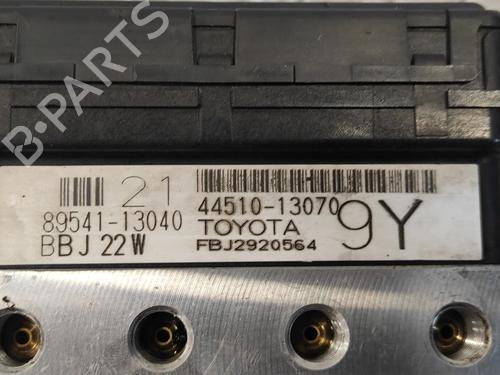 B-PARTS
21
89541-13040
BBJ 22W
44510-13070
TOYOTA
FBJ2920564
9Y